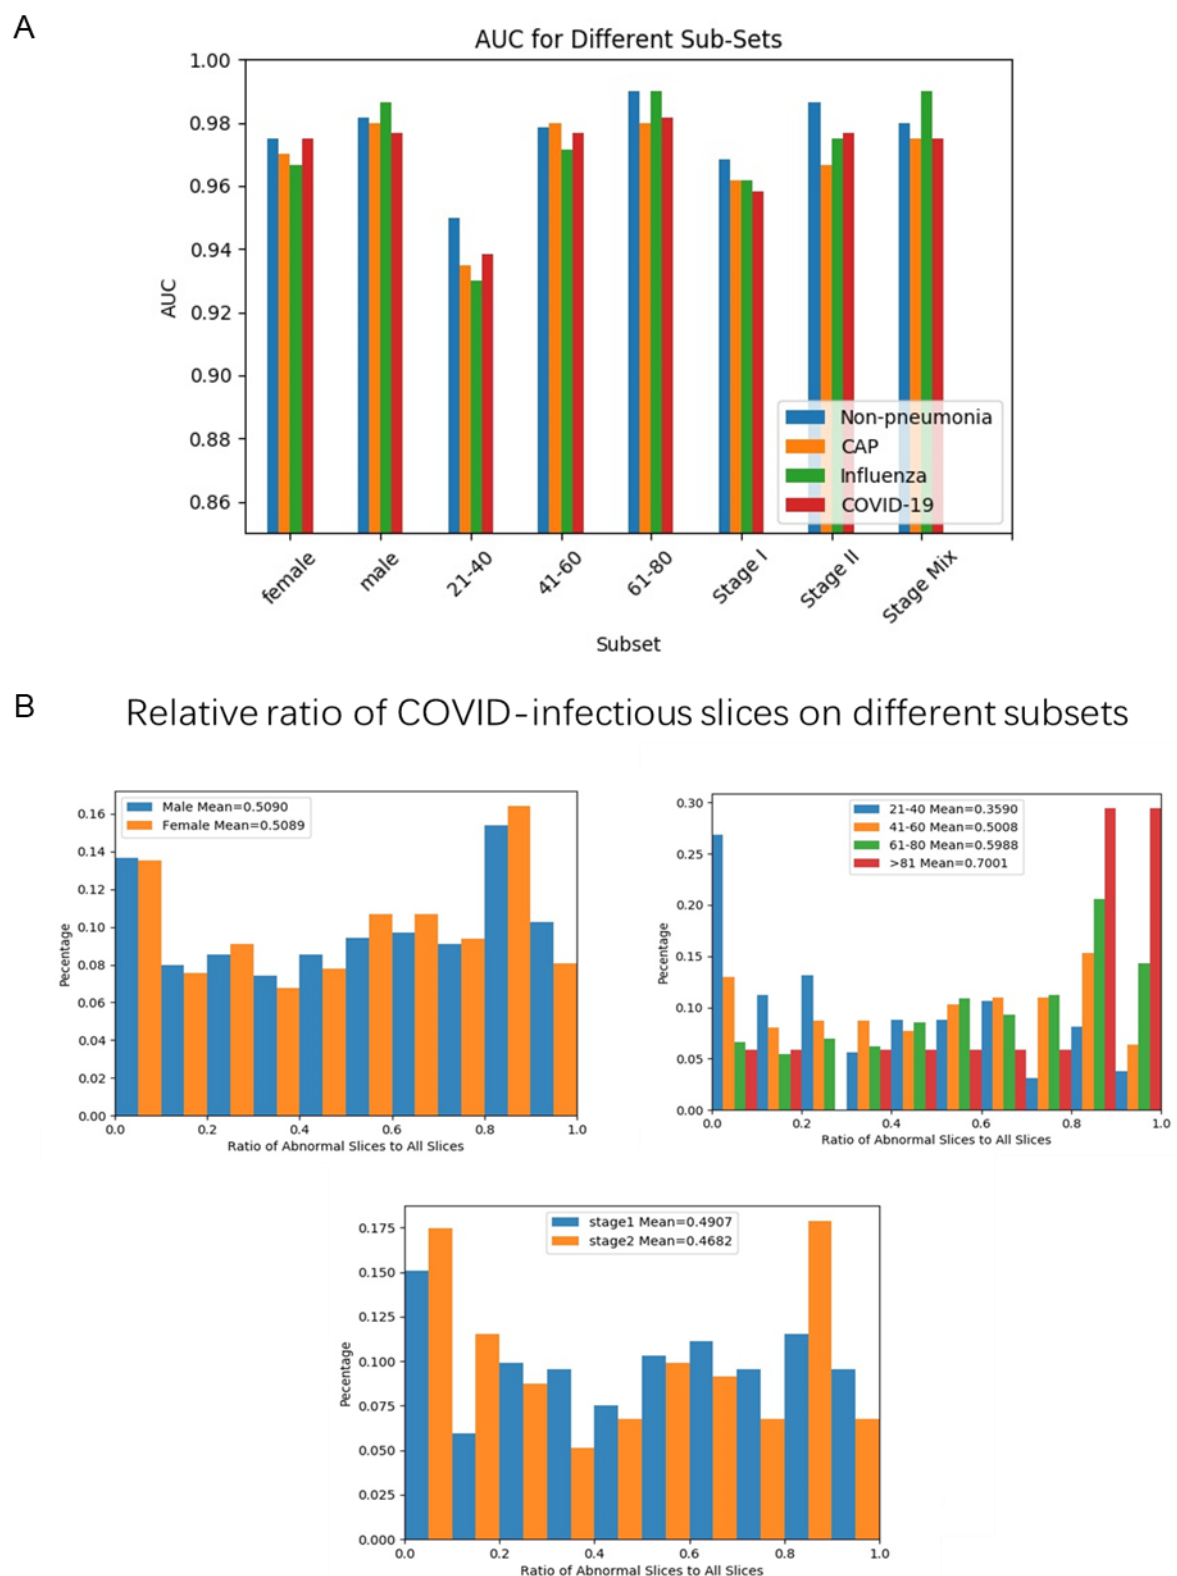 A
AUC for Different Sub-Sets
1.00
0.98
0.96
0.94
0.92
0.90
0.88
0.86
AUC
Non-pneumonia
CAP
Influenza
COVID-19
female
male
21-40
41-60
61-80
Stage I
Stage II
Stage Mix
Subset
B
Relative ratio of COVID-infectious slices on different subsets
Male Mean=0.5090
Female Mean=0.5089
0.16
0.14
0.12
0.10
0.08
0.06
0.04
0.02
0.00
Pecentage
0.0 0.2 0.4 0.6 0.8 1.0
Ratio of Abnormal Slices to All Slices
21-40 Mean=0.3590
41-60 Mean=0.5008
61-80 Mean=0.5988
>81 Mean=0.7001
0.30
0.25
0.20
0.15
0.10
0.05
0.00
Pecentage
0.0 0.2 0.4 0.6 0.8 1.0
Ratio of Abnormal Slices to All Slices
stage1 Mean=0.4907
stage2 Mean=0.4682
0.175
0.150
0.125
0.100
0.075
0.050
0.025
0.000
Pecentage
0.0 0.2 0.4 0.6 0.8 1.0
Ratio of Abnormal Slices to All Slices